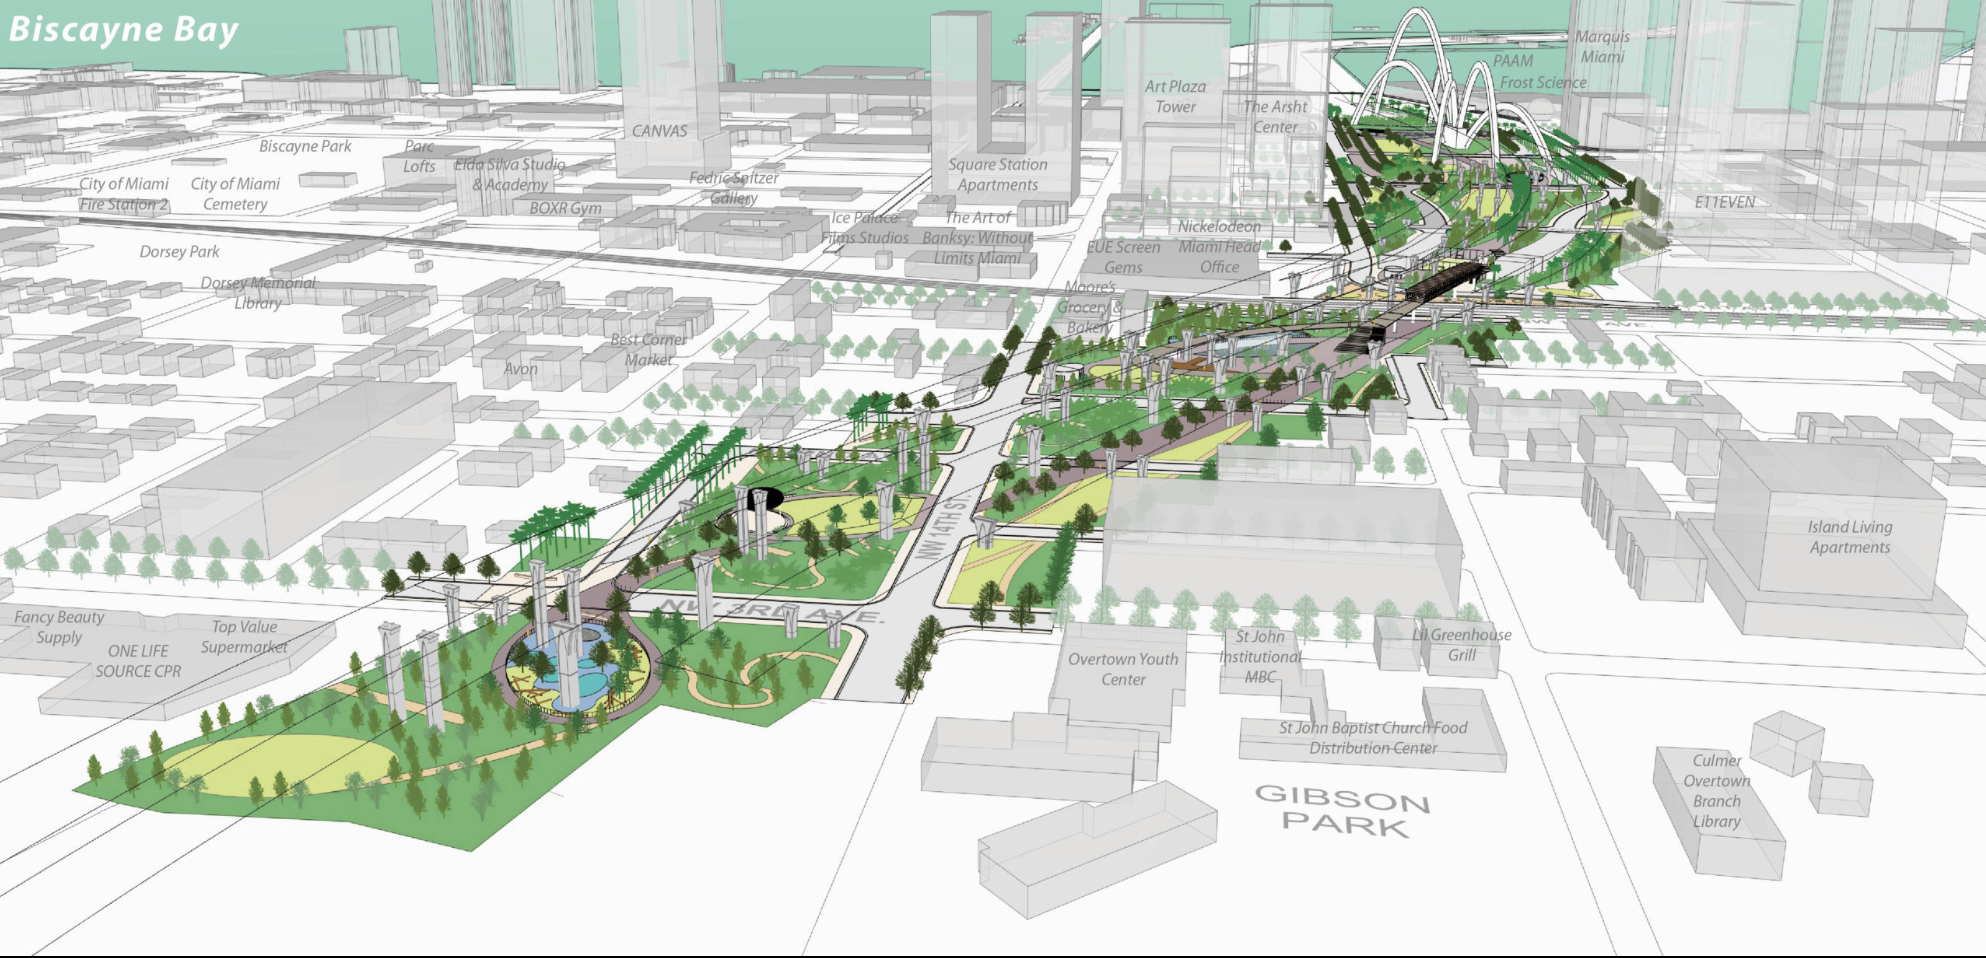 Biscayne Bay
Marquis
Miami
PAAM
Frost Science
Art Plaza
Tower
The Arsht
Center
CANVAS
Biscayne Park
Parc
Lofts
Elda Silva Studio
& Academy
Square Station
Apartments
City of Miami
Fire Station 2
City of Miami
Cemetery
Fedric Spitzer
Gallery
BOXR Gym
ET1EVEN
Ice Palace
Films Studios
The Art of
Banksy: Without
Limits Miami
Nickelodeon
Miami Head
Office
EUE Screen
Gems
Dorsey Park
Dorsey Memorial
Library
Moore's
Grocery &
Bakery
AVE.
Best Corner
Market
Avon
NW 14TH ST.
Island Living
Apartments
NW 3RD AVE.
Fancy Beauty
Supply
ONE LIFE
SOURCE CPR
Top Value
Supermarket
Overtown Youth
Center
St John
Institutional
MBC
Lil Greenhouse
Grill
St John Baptist Church Food
Distribution Center
GIBSON
PARK
Culmer
Overtown
Branch
Library